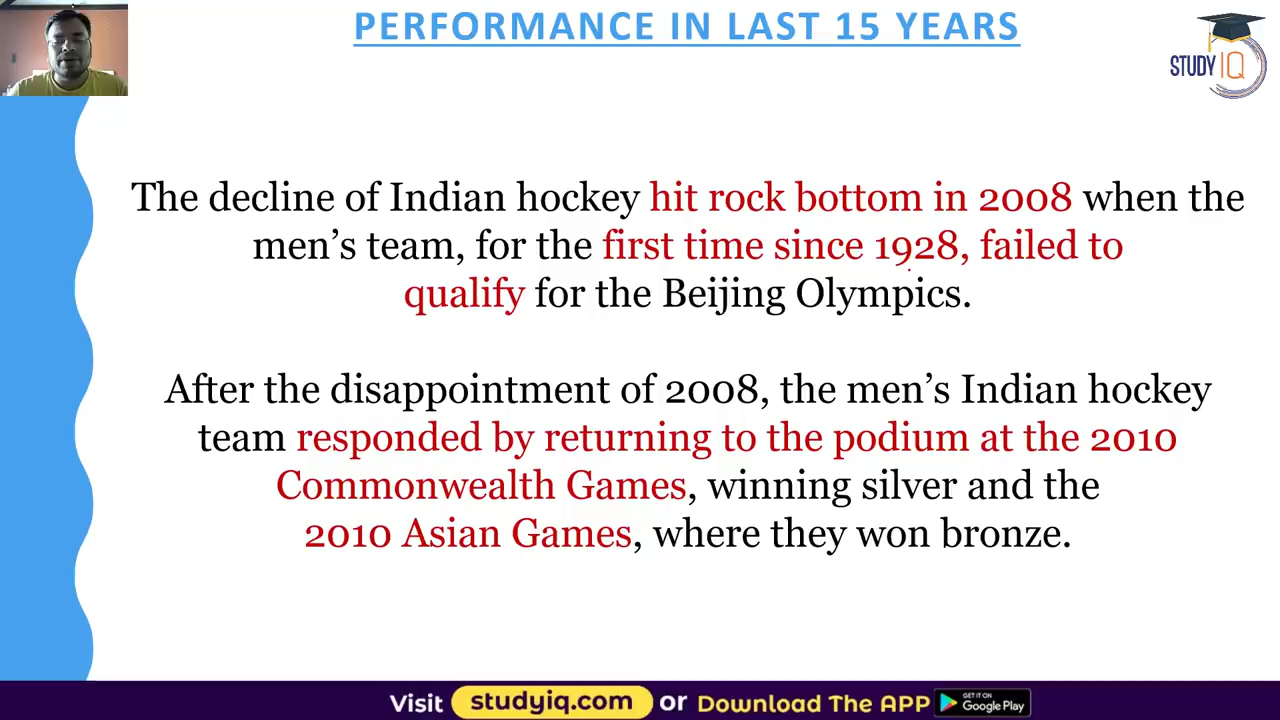 PERFORMANCE IN LAST 15 YEARS
STUDY IQ
The decline of Indian hockey hit rock bottom in 2008 when the
men’s team, for the first time since 1928, failed to
qualify for the Beijing Olympics.
After the disappointment of 2008, the men’s Indian hockey
team responded by returning to the podium at the 2010
Commonwealth Games, winning silver and the
2010 Asian Games, where they won bronze.
Visit studyiq.com or Download The APP GET IT ON Google Play